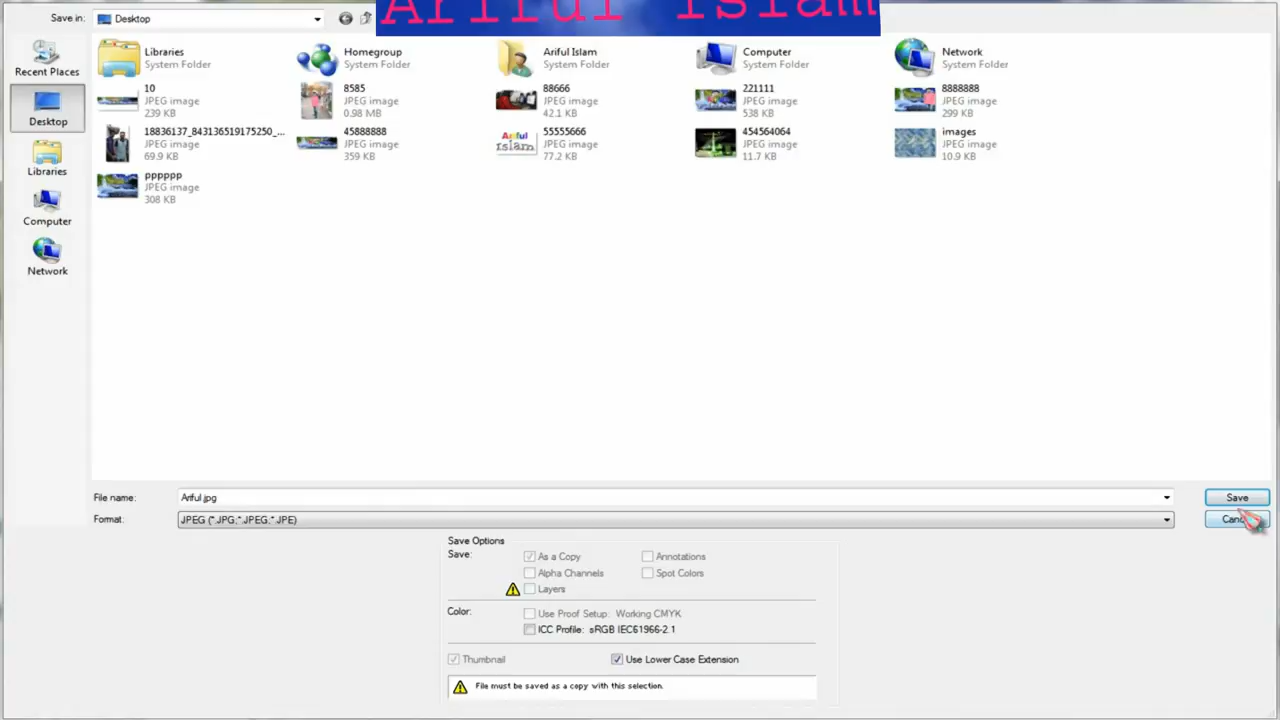 Ariful Islam
Save in: Desktop
Recent Places
Desktop
Libraries
Computer
Network
Libraries
System Folder
Homegroup
System Folder
Ariful Islam
System Folder
Computer
System Folder
Network
System Folder
10
JPEG image
239 KB
8585
JPEG image
0.98 MB
88666
JPEG image
42.1 KB
221111
JPEG image
538 KB
8888888
JPEG image
299 KB
18836137_843136519175250_...
JPEG image
69.9 KB
45888888
JPEG image
359 KB
Ariful
Islam
55555666
JPEG image
77.2 KB
454564064
JPEG image
11.7 KB
images
JPEG image
10.9 KB
pppppp
JPEG image
308 KB
File name: Ariful.jpg
Save
Format: JPEG (*.JPG;*.JPEG;*.JPE)
Save Options
Save: As a Copy Annotations
Alpha Channels Spot Colors
Layers
Color: Use Proof Setup: Working CMYK
ICC Profile: sRGB IEC61966-2.1
Thumbnail Use Lower Case Extension
File must be saved as a copy with this selection.